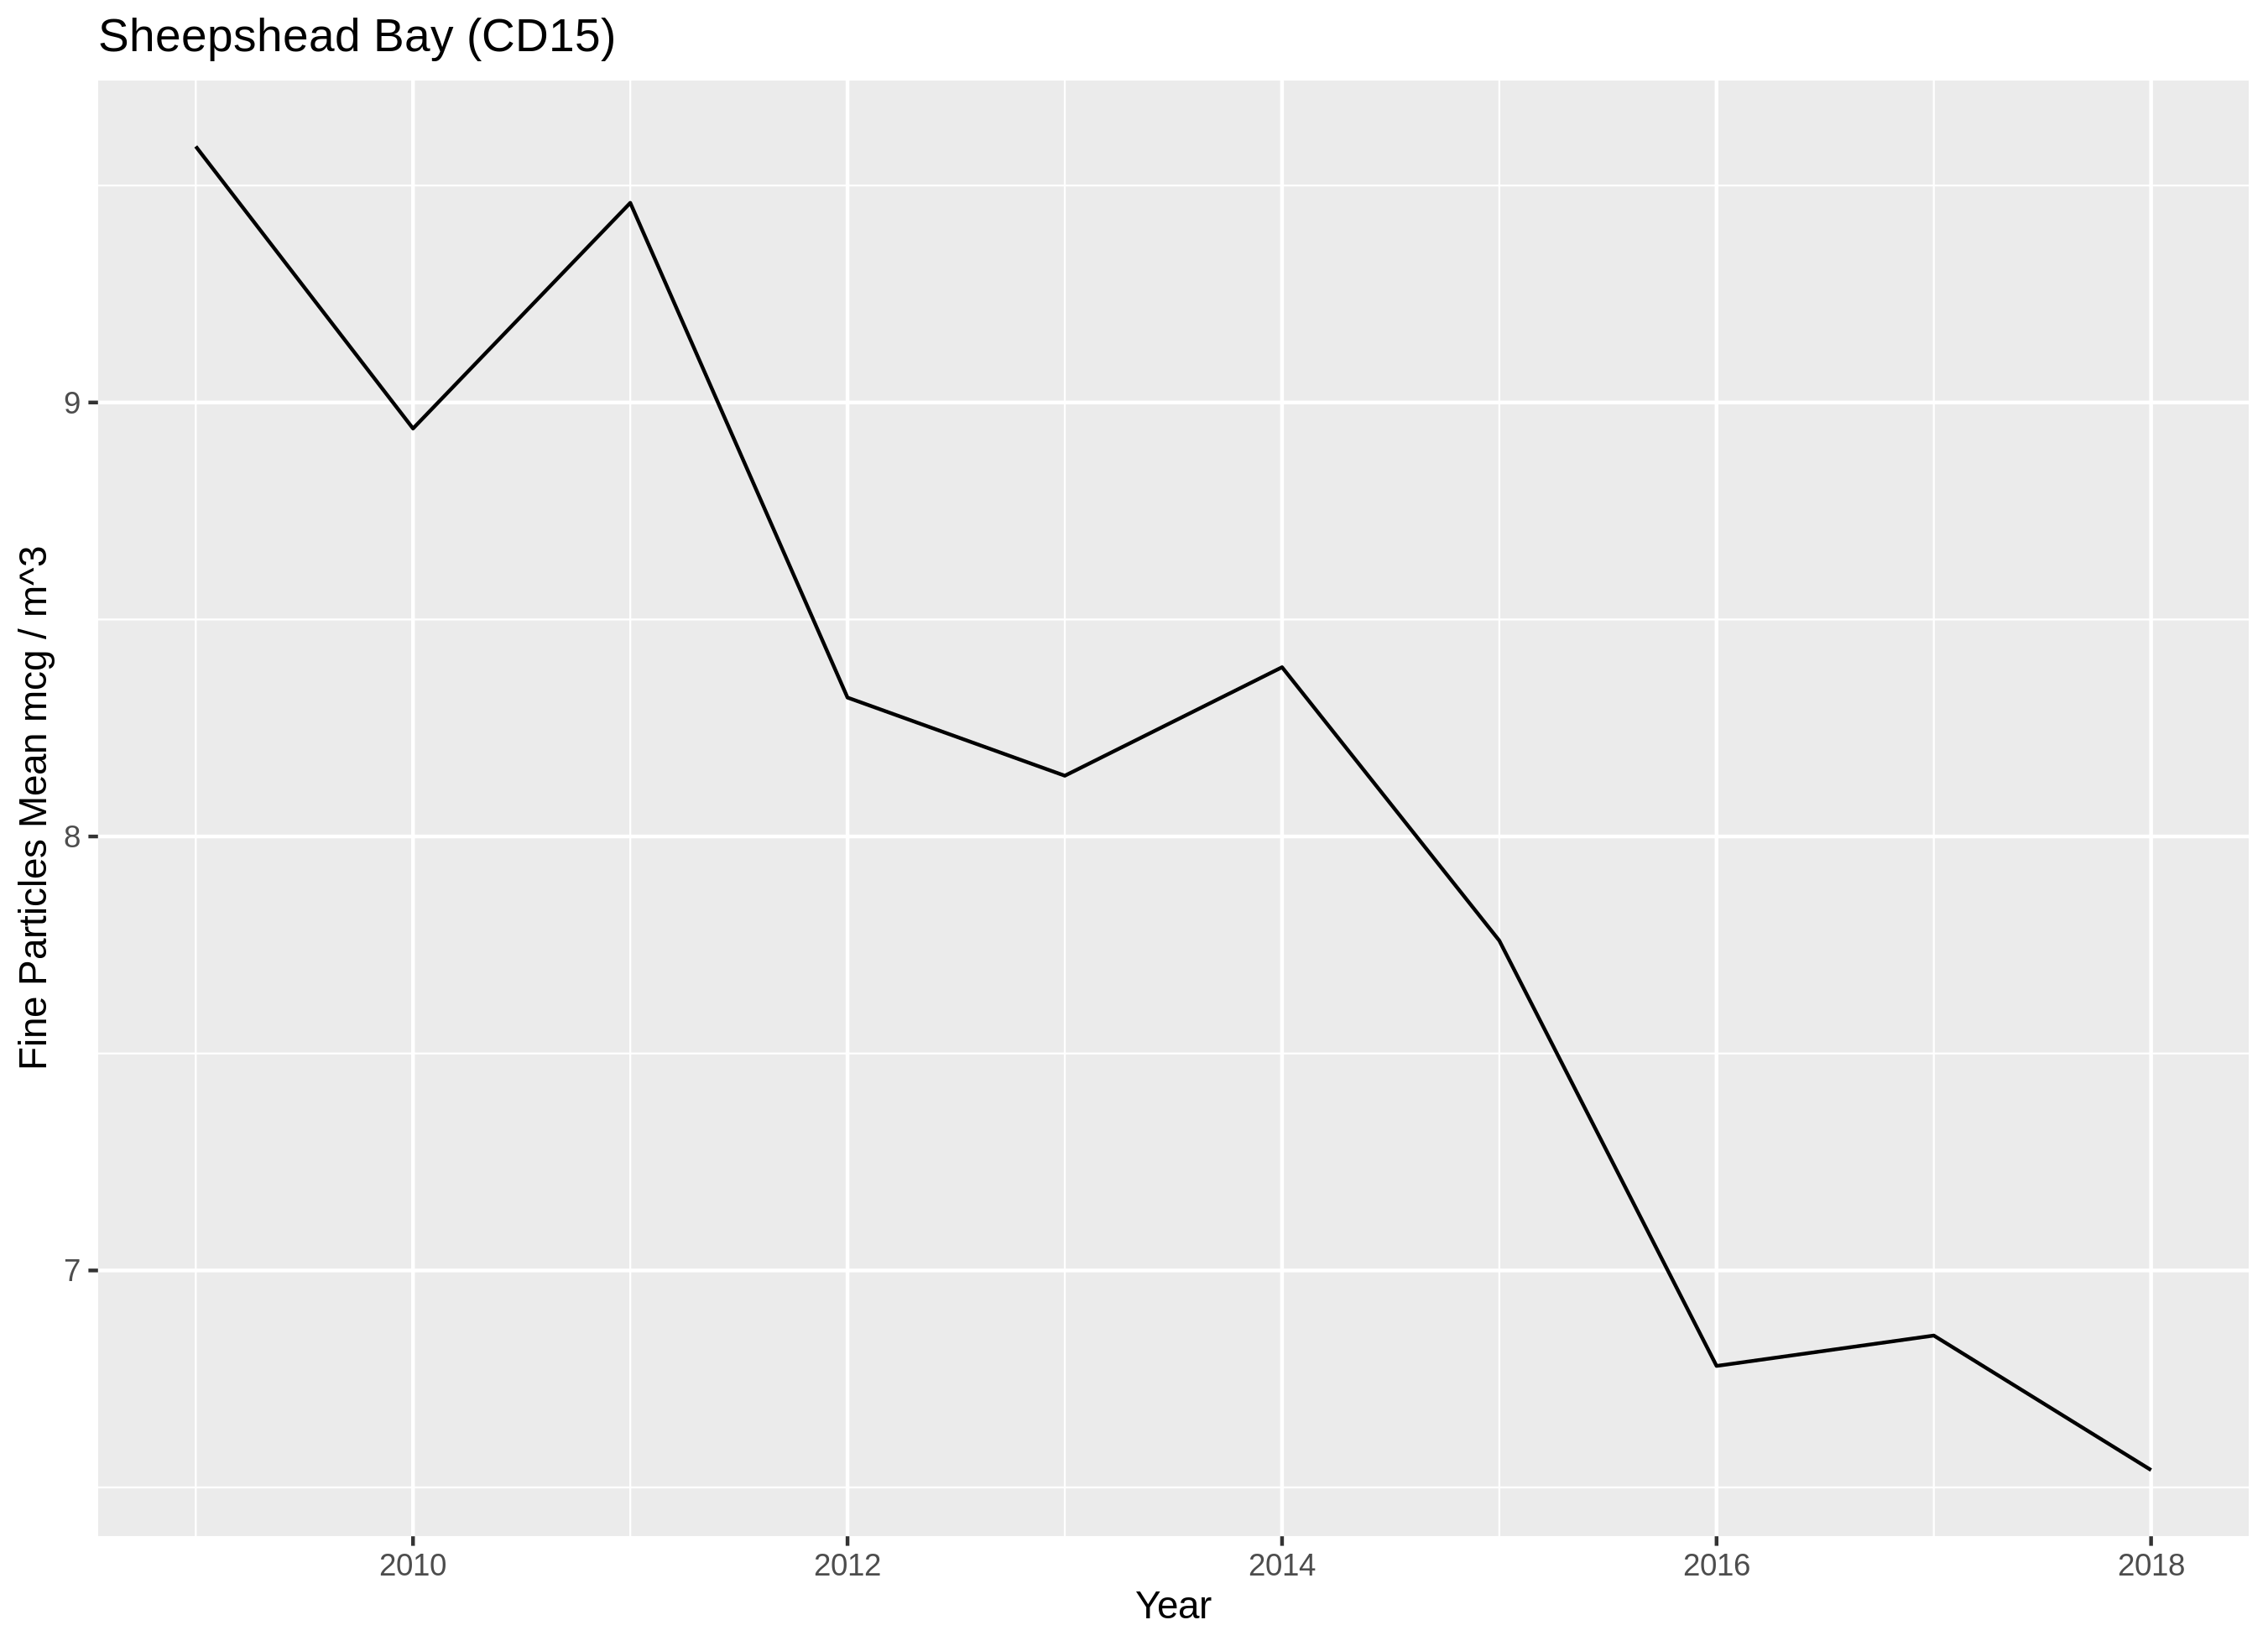 Sheepshead Bay (CD15)
Fine Particles Mean mcg / m^3
9
8
7
2010 2012 2014 2016 2018
Year